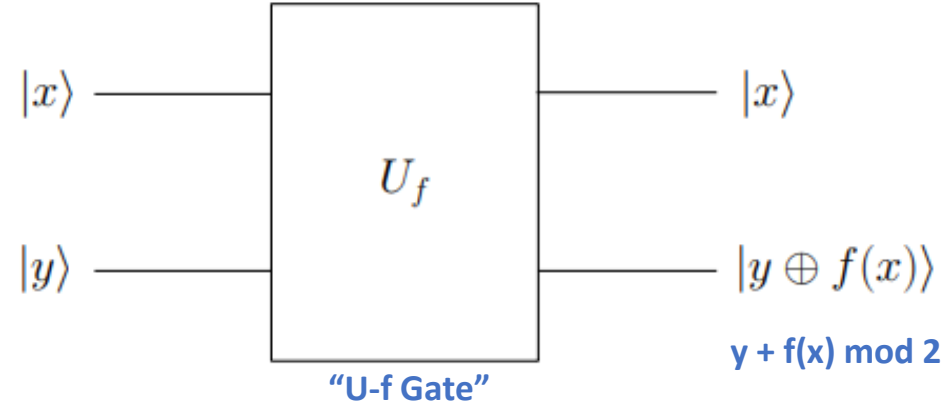 |x⟩
|x⟩
U_f
|y⟩
|y ⊕ f(x)⟩
y + f(x) mod 2
“U-f Gate”